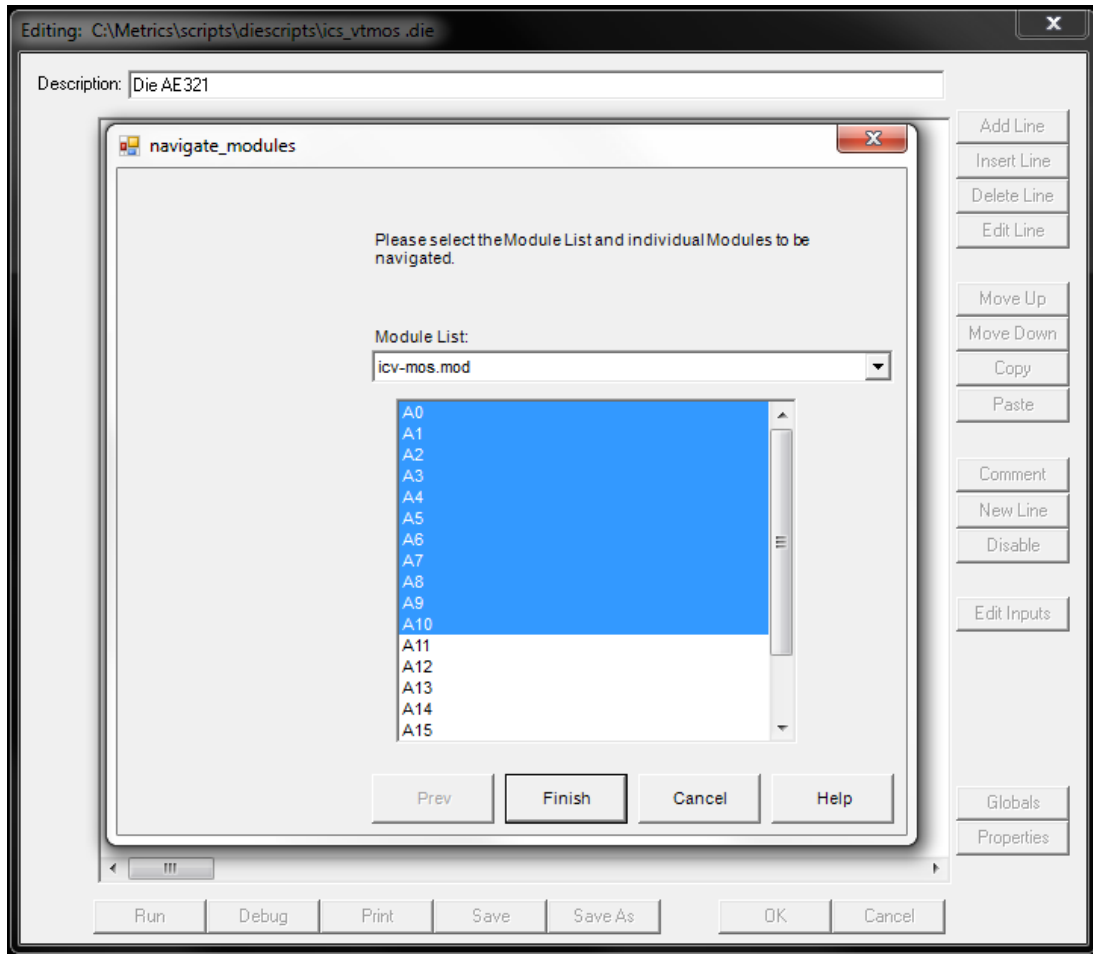 Editing: C:\Metrics\scripts\diescripts\ics_vtmos .die
x
Description: Die AE321
navigate_modules
x
Please select the Module List and individual Modules to be
navigated.
Module List:
icv-mos.mod
A0
A1
A2
A3
A4
A5
A6
A7
A8
A9
A10
A11
A12
A13
A14
A15
Prev
Finish
Cancel
Help
Add Line
Insert Line
Delete Line
Edit Line
Move Up
Move Down
Copy
Paste
Comment
New Line
Disable
Edit Inputs
Globals
Properties
Run
Debug
Print
Save
Save As
OK
Cancel